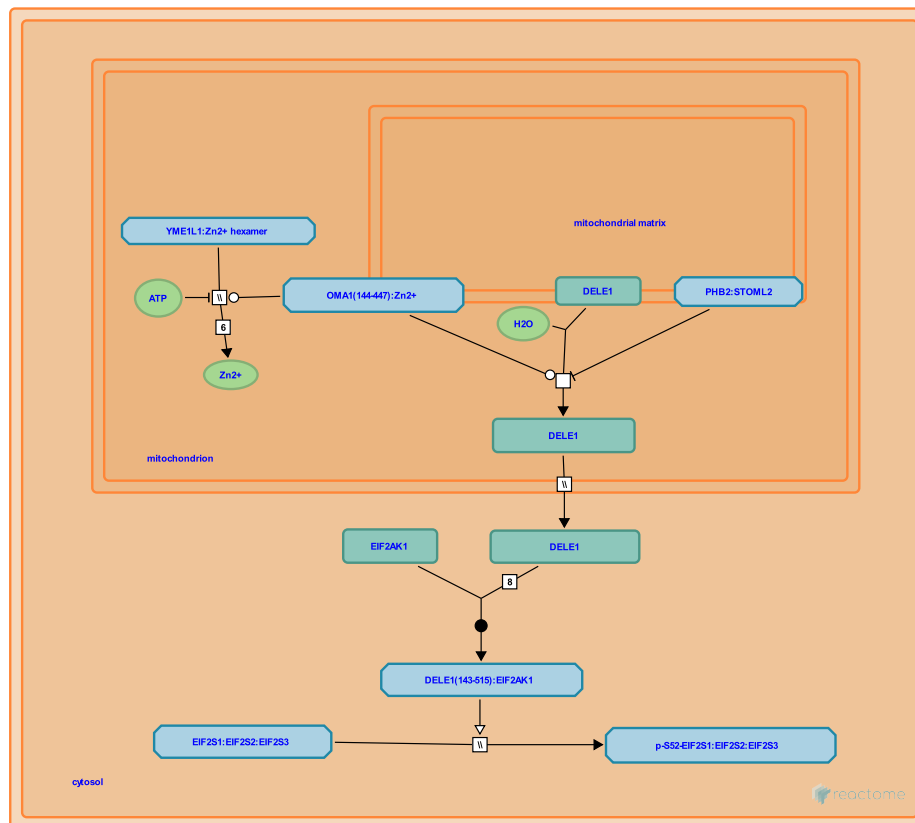 mitochondrial matrix
YME1L1:Zn2+ hexamer
ATP
\\
OMA1(144-447):Zn2+
DELE1
PHB2:STOML2
6
H2O
Zn2+
DELE1
mitochondrion
\\
EIF2AK1
DELE1
8
DELE1(143-515):EIF2AK1
EIF2S1:EIF2S2:EIF2S3
\\
p-S52-EIF2S1:EIF2S2:EIF2S3
cytosol
reactome